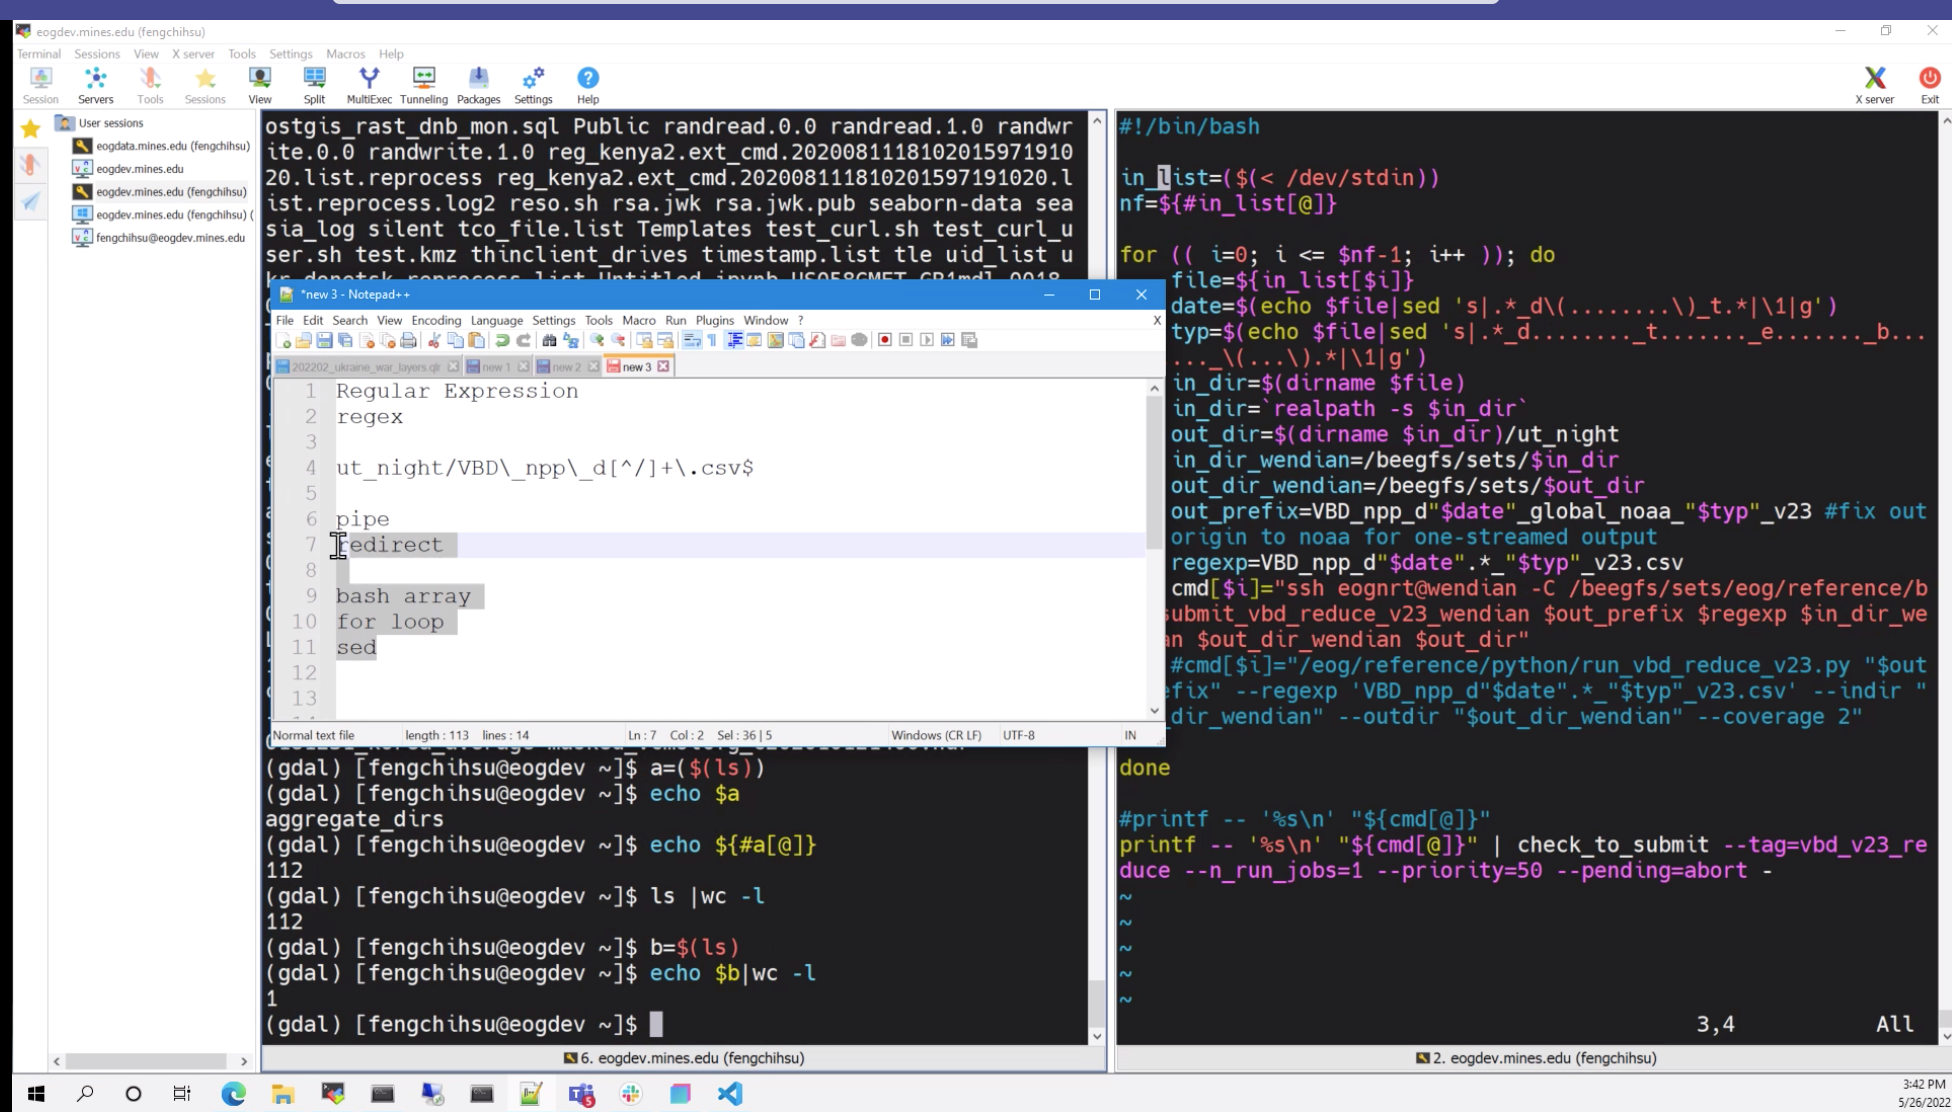 eogdev.mines.edu (fengchihsu)
Terminal Sessions View X server Tools Settings Macros Help
Session Servers Tools Sessions View Split MultiExec Tunneling Packages Settings Help X server Exit
User sessions
eogdata.mines.edu (fengchihsu)
eogdev.mines.edu
eogdev.mines.edu (fengchihsu)
eogdev.mines.edu (fengchihsu) (
fengchihsu@eogdev.mines.edu
ostgis_rast_dnb_mon.sql Public randread.0.0 randread.1.0 randwr
ite.0.0 randwrite.1.0 reg_kenya2.ext_cmd.2020081118102015971910
20.list.reprocess reg_kenya2.ext_cmd.202008111810201597191020.l
ist.reprocess.log2 reso.sh rsa.jwk rsa.jwk.pub seaborn-data sea
sia_log silent tco_file.list Templates test_curl.sh test_curl_u
ser.sh test.kmz thinclient_drives timestamp.list tle uid_list u
*new 3 - Notepad++
File Edit Search View Encoding Language Settings Tools Macro Run Plugins Window ? X
202202_ukraine_war_layers.qlr new 1 new 2 new 3
1 Regular Expression
2 regex
3
4 ut_night/VBD\_npp\_d[^/]+\.csv$
5
6 pipe
7 redirect
8
9 bash array
10 for loop
11 sed
12
13
Normal text file length : 113 lines : 14 Ln : 7 Col : 2 Sel : 36 | 5 Windows (CR LF) UTF-8 IN
(gdal) [fengchihsu@eogdev ~]$ a=($(ls))
(gdal) [fengchihsu@eogdev ~]$ echo $a
aggregate_dirs
(gdal) [fengchihsu@eogdev ~]$ echo ${#a[@]}
112
(gdal) [fengchihsu@eogdev ~]$ ls |wc -l
112
(gdal) [fengchihsu@eogdev ~]$ b=$(ls)
(gdal) [fengchihsu@eogdev ~]$ echo $b|wc -l
1
(gdal) [fengchihsu@eogdev ~]$
6. eogdev.mines.edu (fengchihsu)
#!/bin/bash
in_list=($(< /dev/stdin))
nf=${#in_list[@]}
for (( i=0; i <= $nf-1; i++ )); do
file=${in_list[$i]}
date=$(echo $file|sed 's|.*_d\(........\)_t.*|\1|g')
typ=$(echo $file|sed 's|.*_d........_t......._e......._b...
..._\(...\).*|\1|g')
in_dir=$(dirname $file)
in_dir=`realpath -s $in_dir`
out_dir=$(dirname $in_dir)/ut_night
in_dir_wendian=/beegfs/sets/$in_dir
out_dir_wendian=/beegfs/sets/$out_dir
out_prefix=VBD_npp_d"$date"_global_noaa_"$typ"_v23 #fix out
origin to noaa for one-streamed output
regexp=VBD_npp_d"$date".*_"$typ"_v23.csv
cmd[$i]="ssh eognrt@wendian -C /beegfs/sets/eog/reference/b
submit_vbd_reduce_v23_wendian $out_prefix $regexp $in_dir_we
an $out_dir_wendian $out_dir"
#cmd[$i]="/eog/reference/python/run_vbd_reduce_v23.py "$out
efix" --regexp 'VBD_npp_d"$date".*_"$typ"_v23.csv' --indir "
dir_wendian" --outdir "$out_dir_wendian" --coverage 2"
done
#printf -- '%s\n' "${cmd[@]}"
printf -- '%s\n' "${cmd[@]}" | check_to_submit --tag=vbd_v23_re
duce --n_run_jobs=1 --priority=50 --pending=abort -
~
~
~
~
~
3,4 All
2. eogdev.mines.edu (fengchihsu)
3:42 PM
5/26/2022